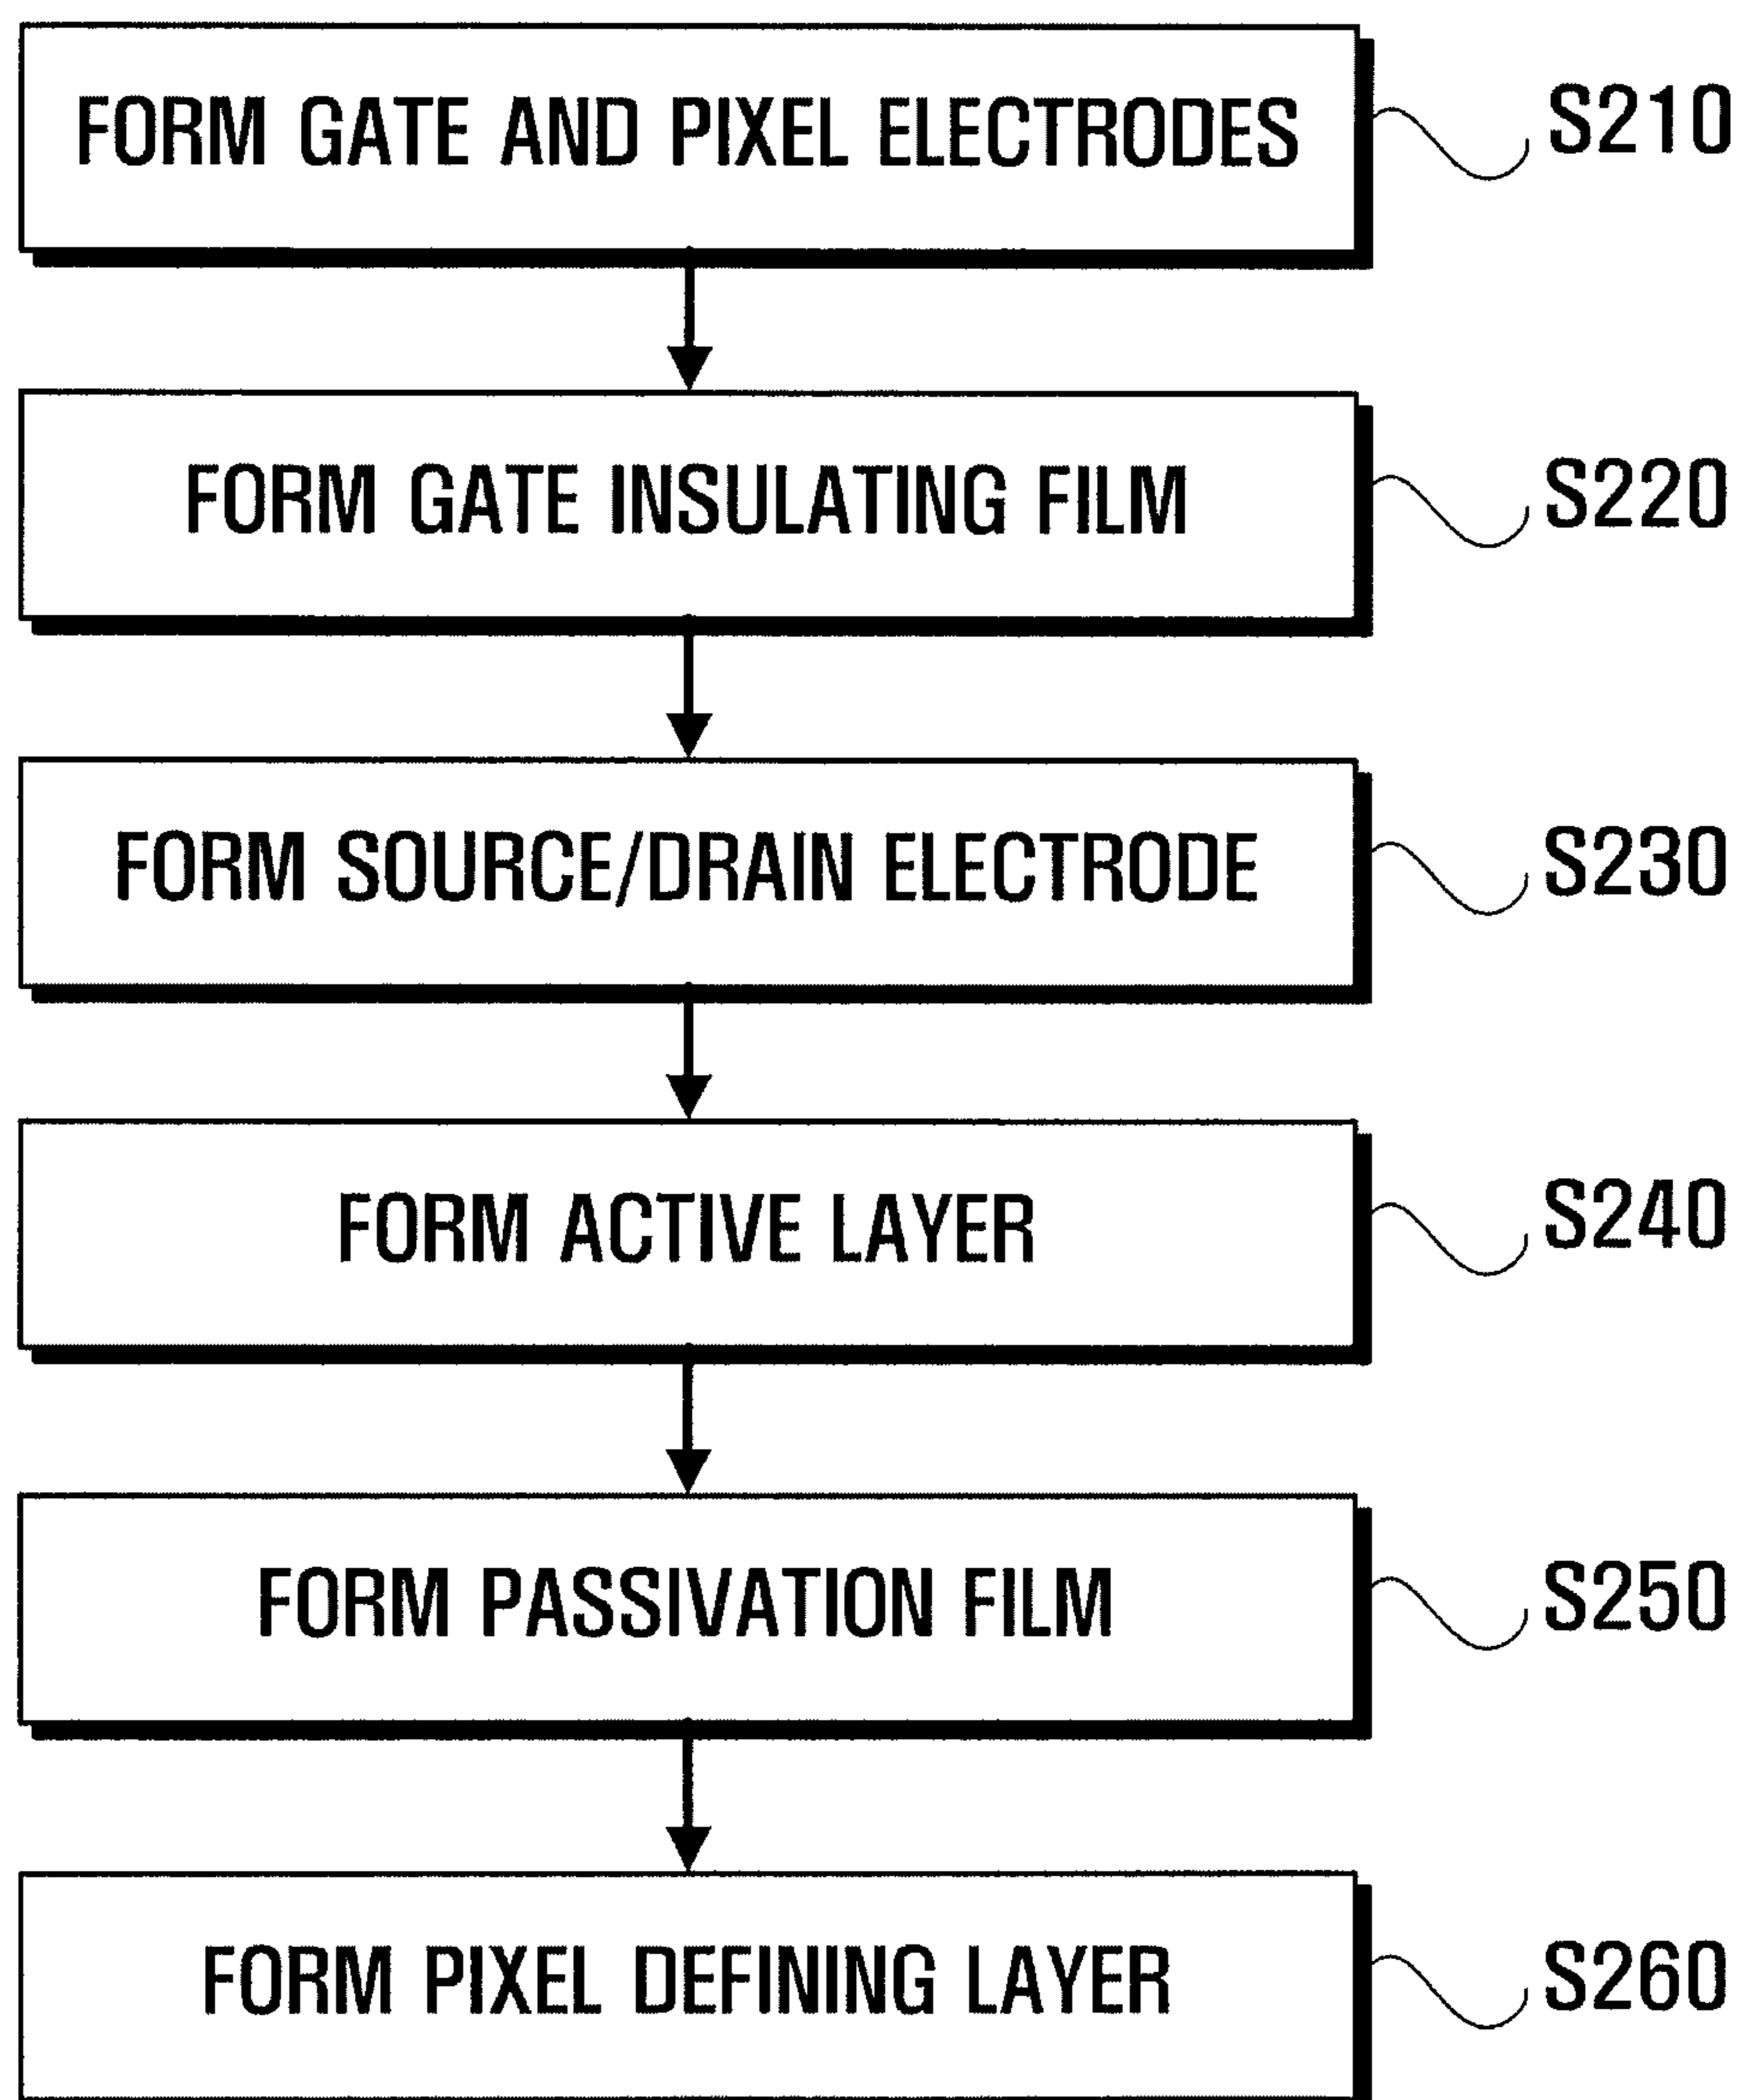 FORM GATE AND PIXEL ELECTRODES
S210
FORM GATE INSULATING FILM
S220
FORM SOURCE/DRAIN ELECTRODE
S230
FORM ACTIVE LAYER
S240
FORM PASSIVATION FILM
S250
FORM PIXEL DEFINING LAYER
S260